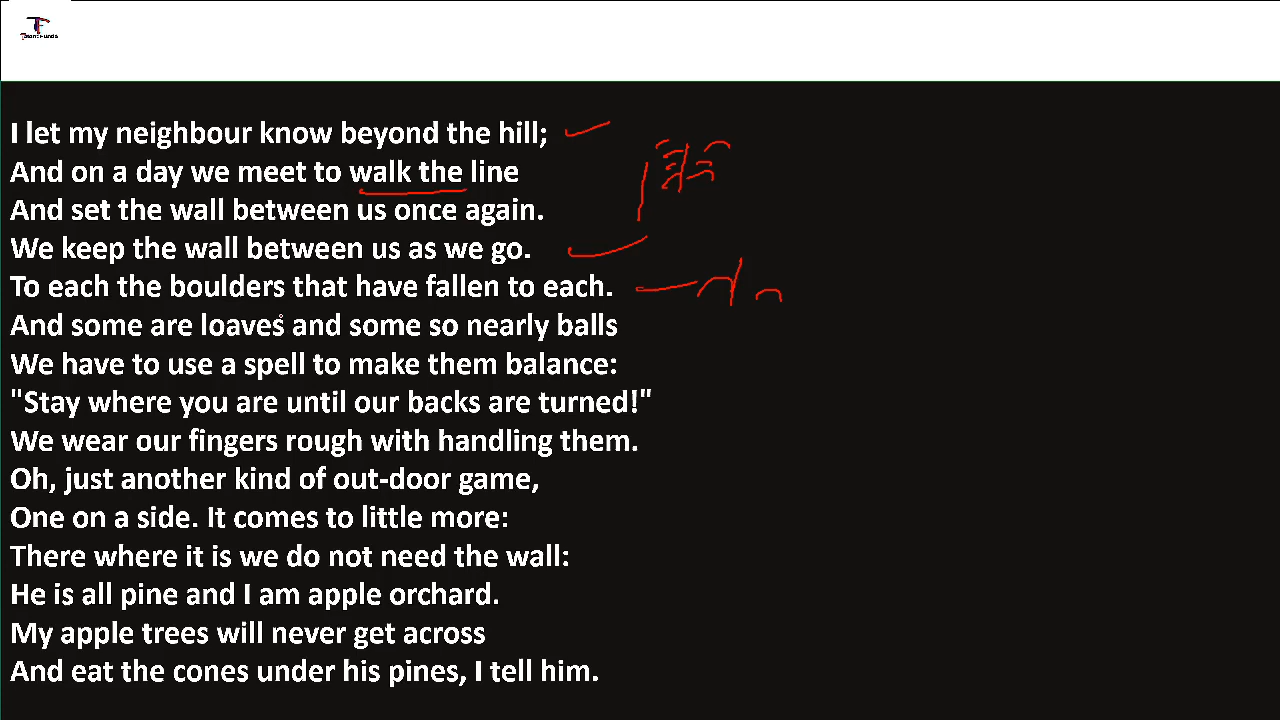 I let my neighbour know beyond the hill;
And on a day we meet to walk the line
And set the wall between us once again.
We keep the wall between us as we go.
To each the boulders that have fallen to each.
And some are loaves and some so nearly balls
We have to use a spell to make them balance:
"Stay where you are until our backs are turned!"
We wear our fingers rough with handling them.
Oh, just another kind of out-door game,
One on a side. It comes to little more:
There where it is we do not need the wall:
He is all pine and I am apple orchard.
My apple trees will never get across
And eat the cones under his pines, I tell him.